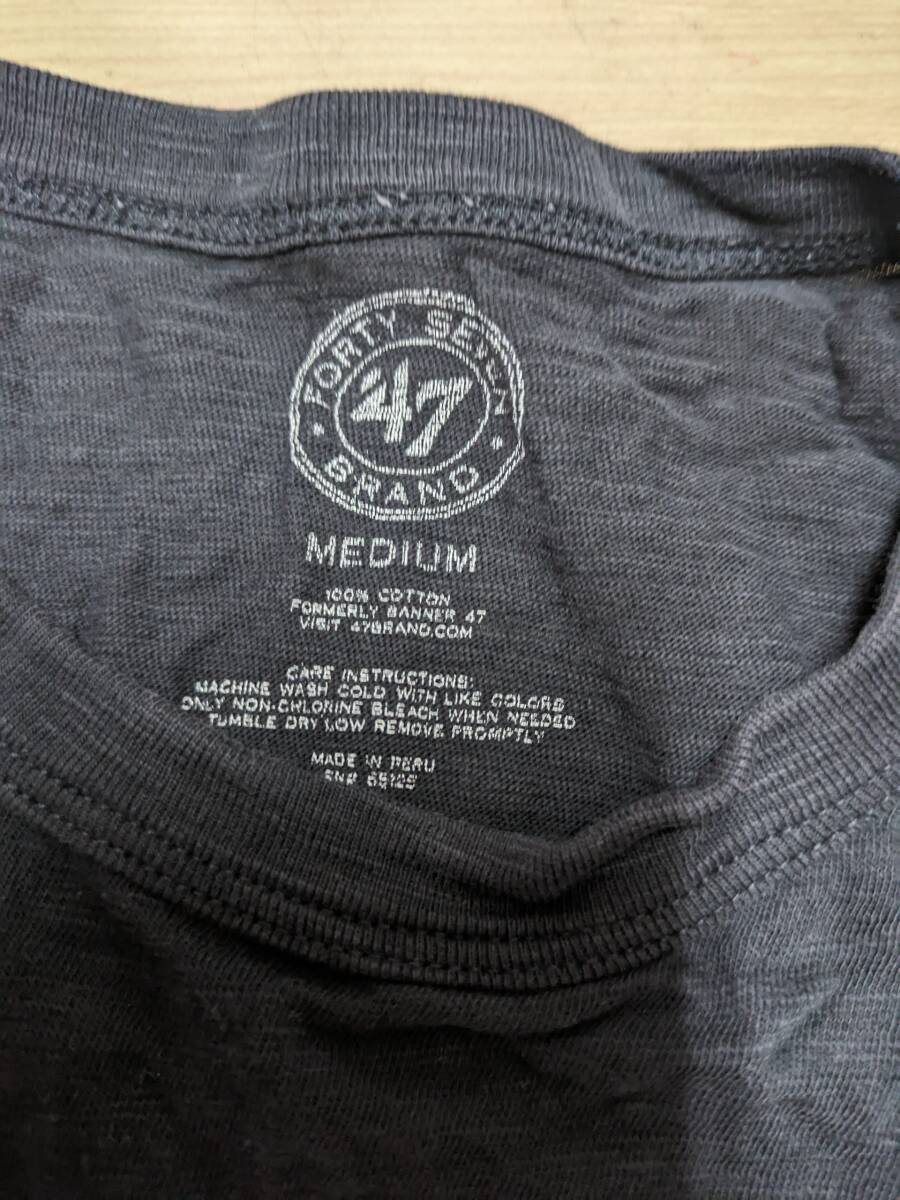 FORTY SEVEN
47
BRAND
MEDIUM
100% COTTON
FORMERLY BANNER 47
VISIT 47BRAND.COM
CARE INSTRUCTIONS:
MACHINE WASH COLD WITH LIKE COLORS
ONLY NON-CHLORINE BLEACH WHEN NEEDED
TUMBLE DRY LOW REMOVE PROMPTLY
MADE IN PERU
65129